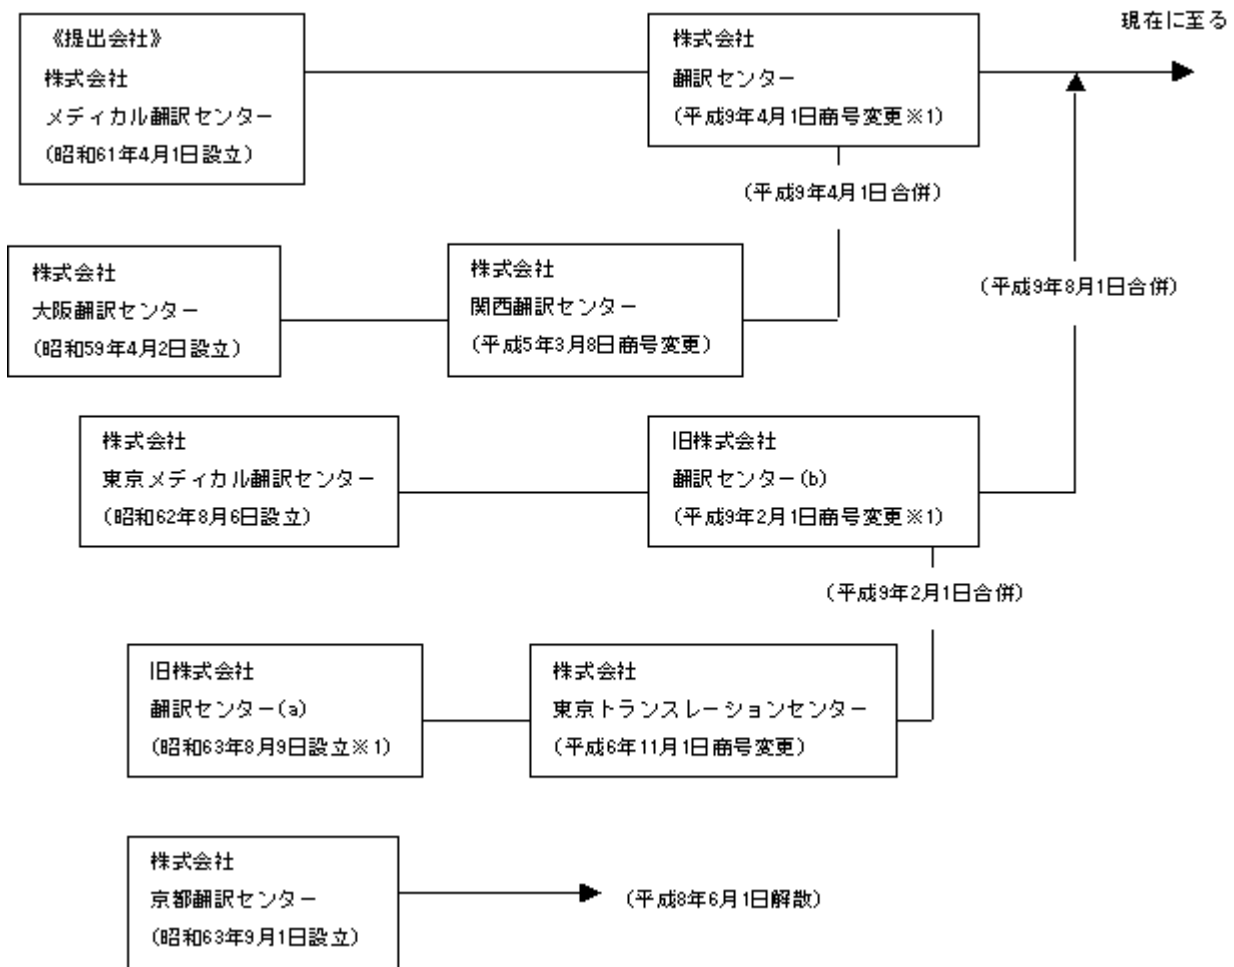 現在に至る
《提出会社》
株式会社
メディカル翻訳センター
(昭和61年4月1日設立)
株式会社
翻訳センター
(平成9年4月1日商号変更※1)
(平成9年4月1日合併)
株式会社
大阪翻訳センター
(昭和59年4月2日設立)
株式会社
関西翻訳センター
(平成5年3月8日商号変更)
(平成9年8月1日合併)
株式会社
東京メディカル翻訳センター
(昭和62年8月6日設立)
旧株式会社
翻訳センター(b)
(平成9年2月1日商号変更※1)
(平成9年2月1日合併)
旧株式会社
翻訳センター(a)
(昭和63年8月9日設立※1)
株式会社
東京トランスレーションセンター
(平成6年11月1日商号変更)
株式会社
京都翻訳センター
(昭和63年9月1日設立)
(平成8年6月1日解散)